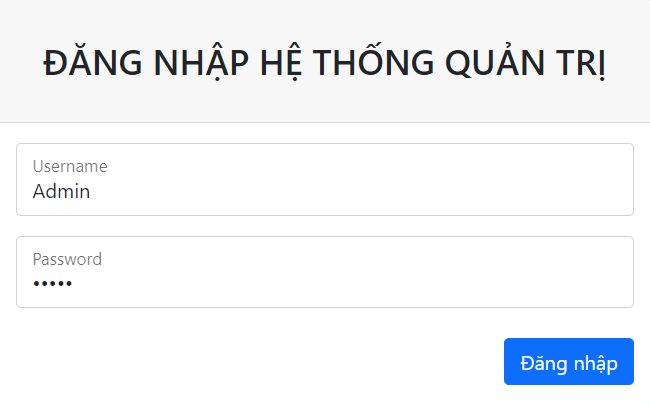 ĐĂNG NHẬP HỆ THỐNG QUẢN TRỊ
Username
Admin
Password
•••••
Đăng nhập